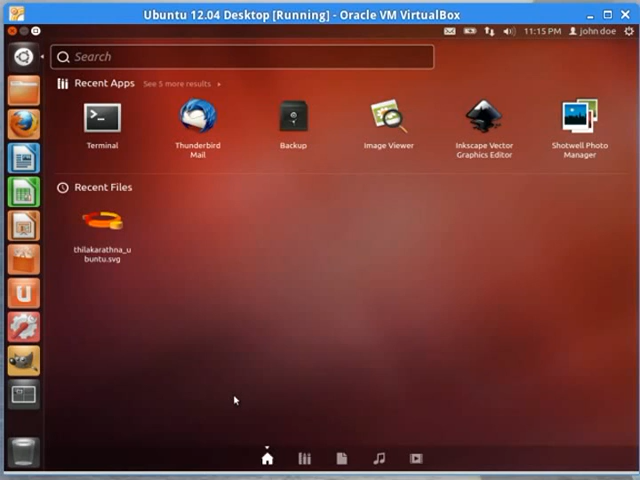 Ubuntu 12.04 Desktop [Running] - Oracle VM VirtualBox
11:15 PM john doe
Search
Recent Apps See 5 more results
Terminal
Thunderbird
Mail
Backup
Image Viewer
Inkscape Vector
Graphics Editor
Shotwell Photo
Manager
Recent Files
thilakarathna_u
buntu.svg